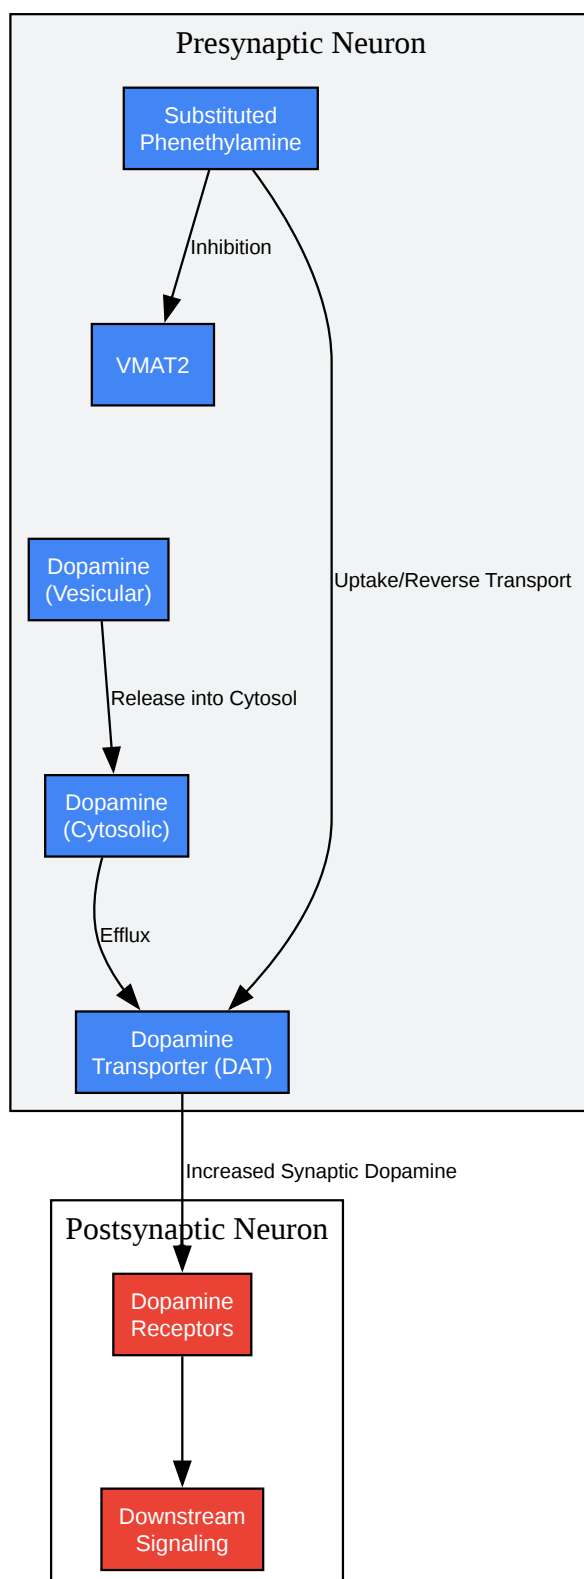 Presynaptic Neuron
Substituted
Phenethylamine
Inhibition
VMAT2
Dopamine
(Vesicular)
Uptake/Reverse Transport
Release into Cytosol
Dopamine
(Cytosolic)
Efflux
Dopamine
Transporter (DAT)
Increased Synaptic Dopamine
Postsynaptic Neuron
Dopamine
Receptors
Downstream
Signaling